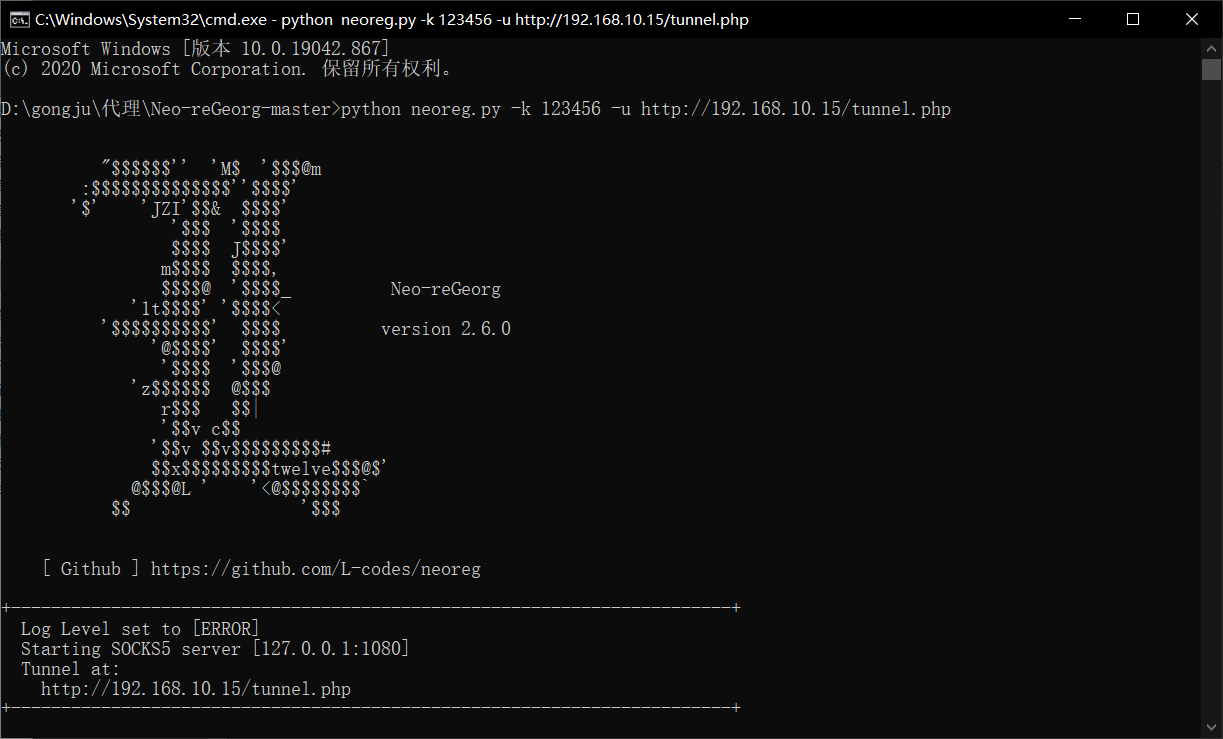 C:\Windows\System32\cmd.exe - python neoreg.py -k 123456 -u http://192.168.10.15/tunnel.php
Microsoft Windows [版本 10.0.19042.867]
(c) 2020 Microsoft Corporation. 保留所有权利。
D:\gongju\代理\Neo-reGeorg-master>python neoreg.py -k 123456 -u http://192.168.10.15/tunnel.php
          "$$$$$$''  'M$  '$$$@m
        :$$$$$$$$$$$$$$''$$$$'
       '$'    'JZI'$$&  $$$$'
                 '$$$  '$$$$
                 $$$$  J$$$$'
                m$$$$  $$$$,
                $$$$@  '$$$$_          Neo-reGeorg
             '1t$$$$' '$$$$<
          '$$$$$$$$$$'  $$$$          version 2.6.0
               '@$$$$'  $$$$'
                '$$$$  '$$$@
             'z$$$$$$  @$$$
                r$$$   $$|
                '$$v c$$
               '$$v $$v$$$$$$$$$#
               $$x$$$$$$$$$twelve$$$@$'
             @$$$@L '    '<@$$$$$$$$`
           $$                 '$$$
    [ Github ] https://github.com/L-codes/neoreg
+------------------------------------------------------------------------+
  Log Level set to [ERROR]
  Starting SOCKS5 server [127.0.0.1:1080]
  Tunnel at:
    http://192.168.10.15/tunnel.php
+------------------------------------------------------------------------+